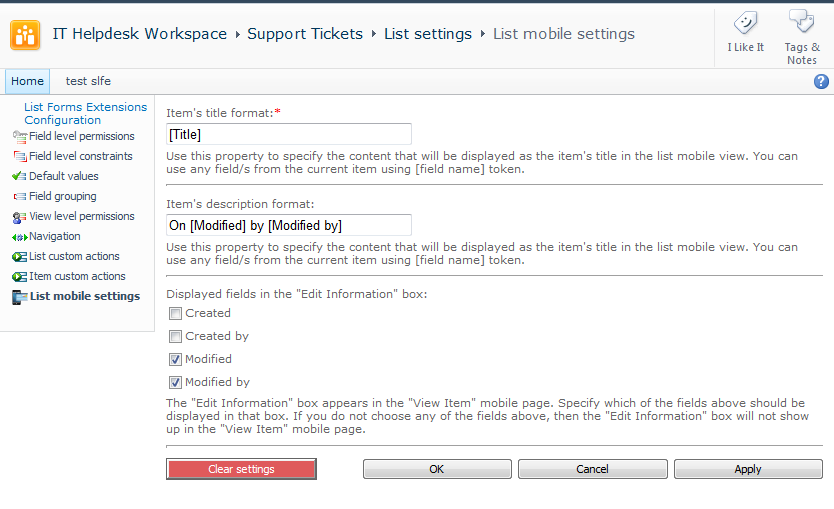 IT Helpdesk Workspace ▸ Support Tickets ▸ List settings ▸ List mobile settings
I Like It
Tags &
Notes
Home
test slfe
List Forms Extensions
Configuration
Field level permissions
Field level constraints
Default values
Field grouping
View level permissions
Navigation
List custom actions
Item custom actions
List mobile settings
Item's title format:*
[Title]
Use this property to specify the content that will be displayed as the item's title in the list mobile view. You can
use any field/s from the current item using [field name] token.
Item's description format:
On [Modified] by [Modified by]
Use this property to specify the content that will be displayed as the item's title in the list mobile view. You can
use any field/s from the current item using [field name] token.
Displayed fields in the "Edit Information" box:
Created
Created by
Modified
Modified by
The "Edit Information" box appears in the "View Item" mobile page. Specify which of the fields above should be
displayed in that box. If you do not choose any of the fields above, then the "Edit Information" box will not show
up in the "View Item" mobile page.
Clear settings
OK
Cancel
Apply